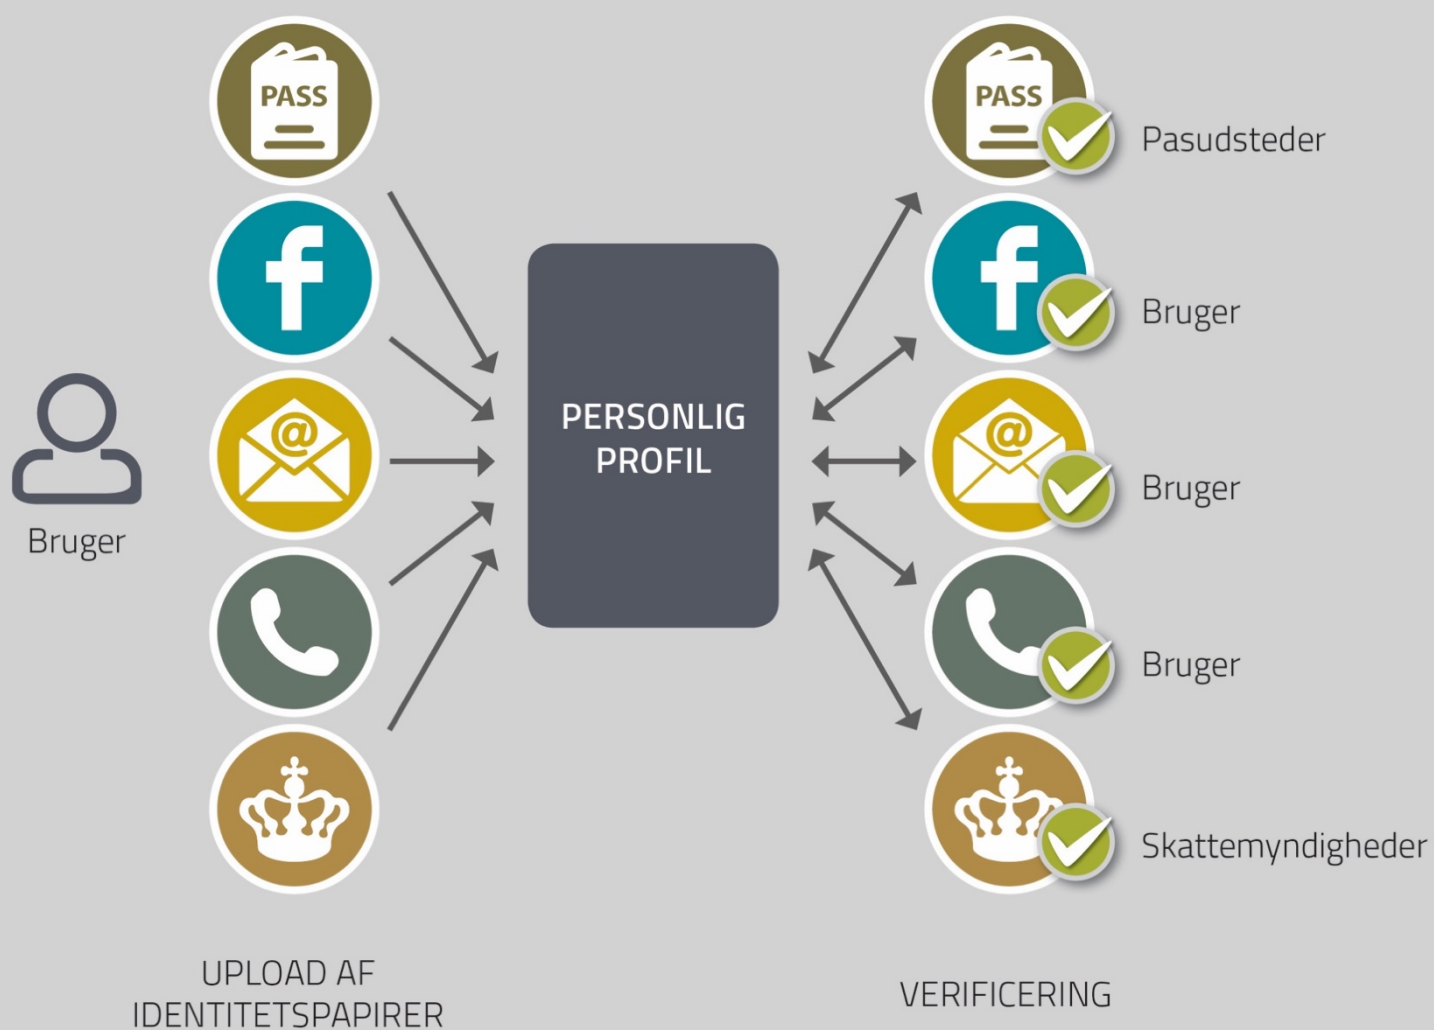 PASS
PASS
Pasudsteder
Bruger
PERSONLIG
PROFIL
Bruger
Bruger
Bruger
Skattemyndigheder
UPLOAD AF
IDENTITETSPAPIRER
VERIFICERING